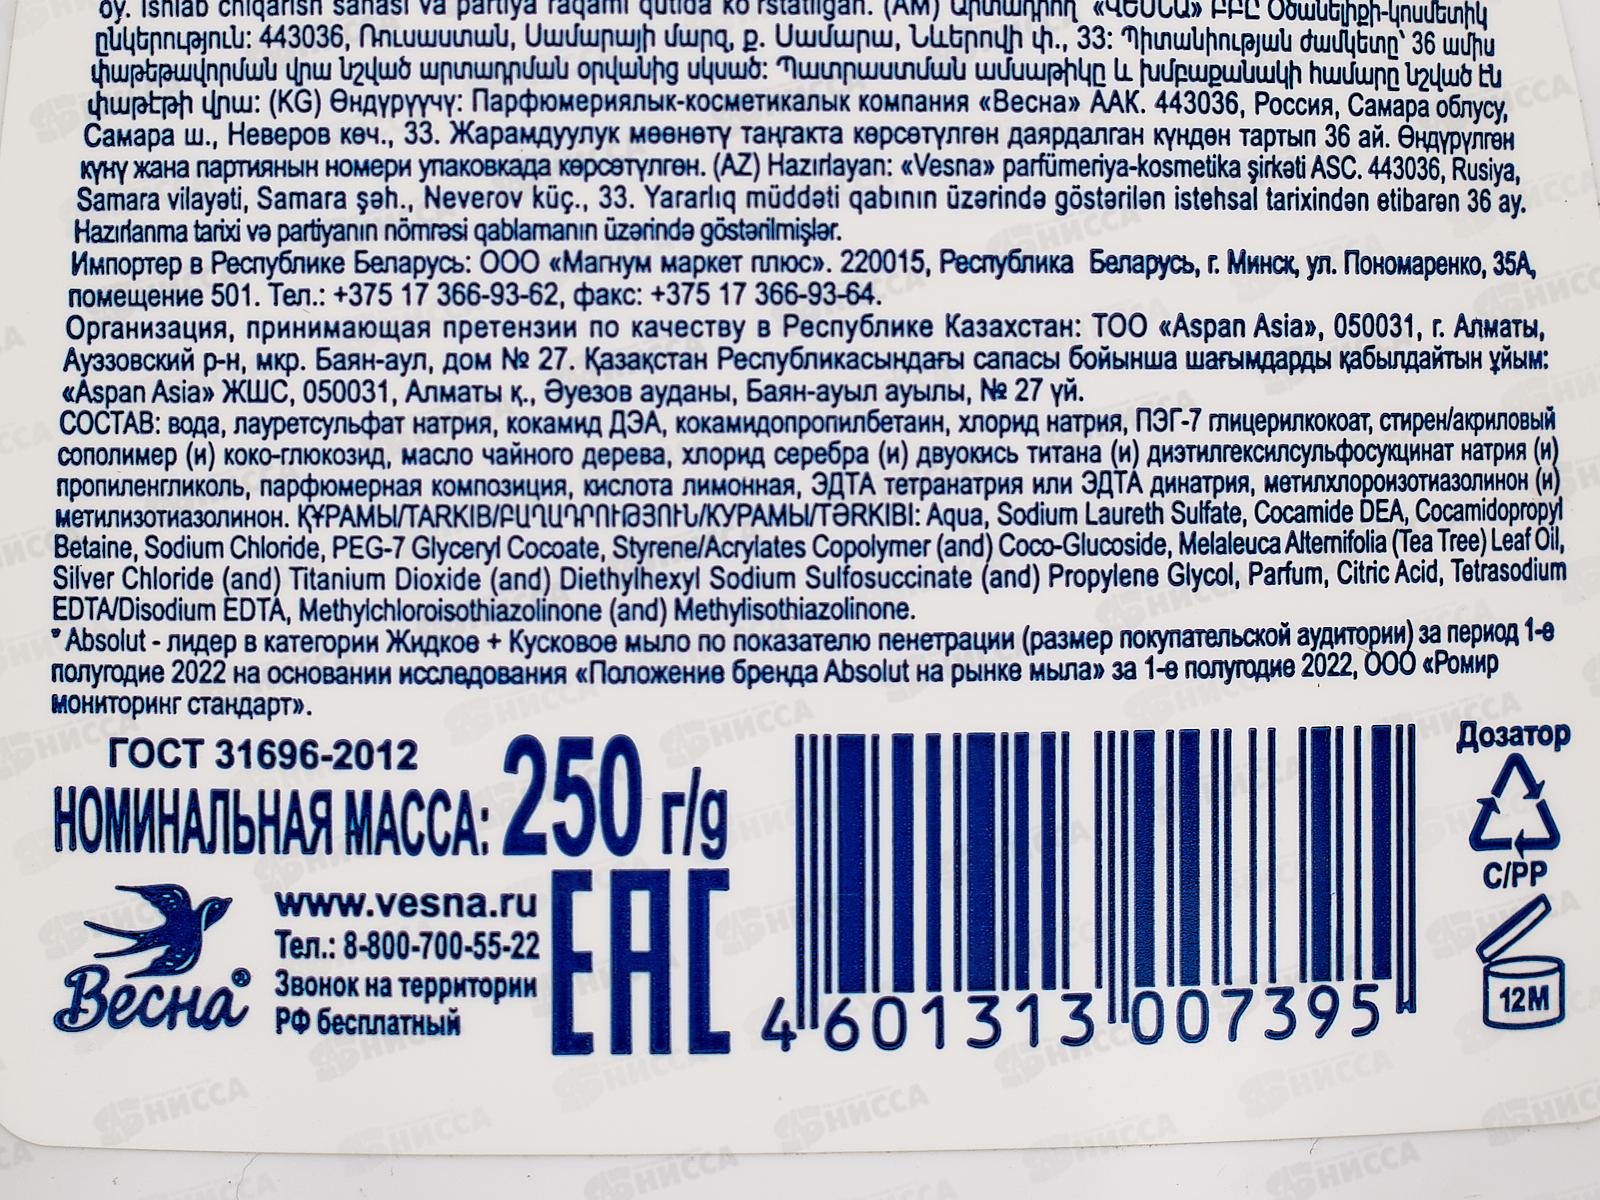 oy. Ishlab chiqarish sanasi va partiya raqami qutida ko'rstatilgan. (AM) Արտադրող «ՎԵՍՆԱ» ԲԲԸ Օծանելիքի-կոսմետիկ
ընկերություն: 443036, Ռուսաստան, Սամարայի մարզ, ք. Սամարա, Նևերովի փ., 33: Պիտանիության ժամկետը՝ 36 ամիս
փաթեթավորման վրա նշված արտադրման օրվանից սկսած: Պատրաստման ամսաթիվը և խմբաքանակի համարը նշված են
փաթեթի վրա: (KG) Өндүрүүчү: Парфюмериялык-косметикалык компания «Весна» ААК. 443036, Россия, Самара облусу,
Самара ш., Неверов көч., 33. Жарамдуулук мөөнөтү таңгакта көрсөтүлгөн даярдалган күндөн тартып 36 ай. Өндүрүлгөн
күнү жана партиянын номери упаковкада көрсөтүлгөн. (AZ) Hazırlayan: «Vesna» parfümeriya-kosmetika şirkəti ASC. 443036, Rusiya,
Samara vilayəti, Samara şəh., Neverov küç., 33. Yararlıq müddəti qabının üzərində göstərilən istehsal tarixindən etibarən 36 ay.
Hazırlanma tarixi və partiyanın nömrəsi qablamanın üzərində göstərilmişlər.
Импортер в Республике Беларусь: ООО «Магнум маркет плюс». 220015, Республика Беларусь, г. Минск, ул. Пономаренко, 35А,
помещение 501. Тел.: +375 17 366-93-62, факс: +375 17 366-93-64.
Организация, принимающая претензии по качеству в Республике Казахстан: ТОО «Aspan Asia», 050031, г. Алматы,
Ауззовский р-н, мкр. Баян-аул, дом № 27. Қазақстан Республикасындағы сапасы бойынша шағымдарды қабылдайтын ұйым:
«Aspan Asia» ЖШС, 050031, Алматы қ., Әуезов ауданы, Баян-ауыл ауылы, № 27 үй.
СОСТАВ: вода, лауретсульфат натрия, кокамид ДЭА, кокамидопропилбетаин, хлорид натрия, ПЭГ-7 глицерилкокоат, стирен/акриловый
сополимер (и) коко-глюкозид, масло чайного дерева, хлорид серебра (и) двуокись титана (и) диэтилгексилсульфосукцинат натрия (и)
пропиленгликоль, парфюмерная композиция, кислота лимонная, ЭДТА тетранатрия или ЭДТА динатрия, метилхлороизотиазолинон (и)
метилизотиазолинон. ҚҰРАМЫ/TARKIB/ԲԱՂԱԴՐՈՒԹՅՈՒՆ/КУРАМЫ/TƏRKIBI: Aqua, Sodium Laureth Sulfate, Cocamide DEA, Cocamidopropyl
Betaine, Sodium Chloride, PEG-7 Glyceryl Cocoate, Styrene/Acrylates Copolymer (and) Coco-Glucoside, Melaleuca Alternifolia (Tea Tree) Leaf Oil,
Silver Chloride (and) Titanium Dioxide (and) Diethylhexyl Sodium Sulfosuccinate (and) Propylene Glycol, Parfum, Citric Acid, Tetrasodium
EDTA/Disodium EDTA, Methylchloroisothiazolinone (and) Methylisothiazolinone.
*Absolut - лидер в категории Жидкое + Кусковое мыло по показателю пенетрации (размер покупательской аудитории) за период 1-е
полугодие 2022 на основании исследования «Положение бренда Absolut на рынке мыла» за 1-е полугодие 2022, ООО «Ромир
мониторинг стандарт».
ГОСТ 31696-2012
НОМИНАЛЬНАЯ МАССА: 250 г/g
Весна®
www.vesna.ru
Тел.: 8-800-700-55-22
Звонок на территории
РФ бесплатный
EAC
4 601313 007395
Дозатор
C/PP
12М